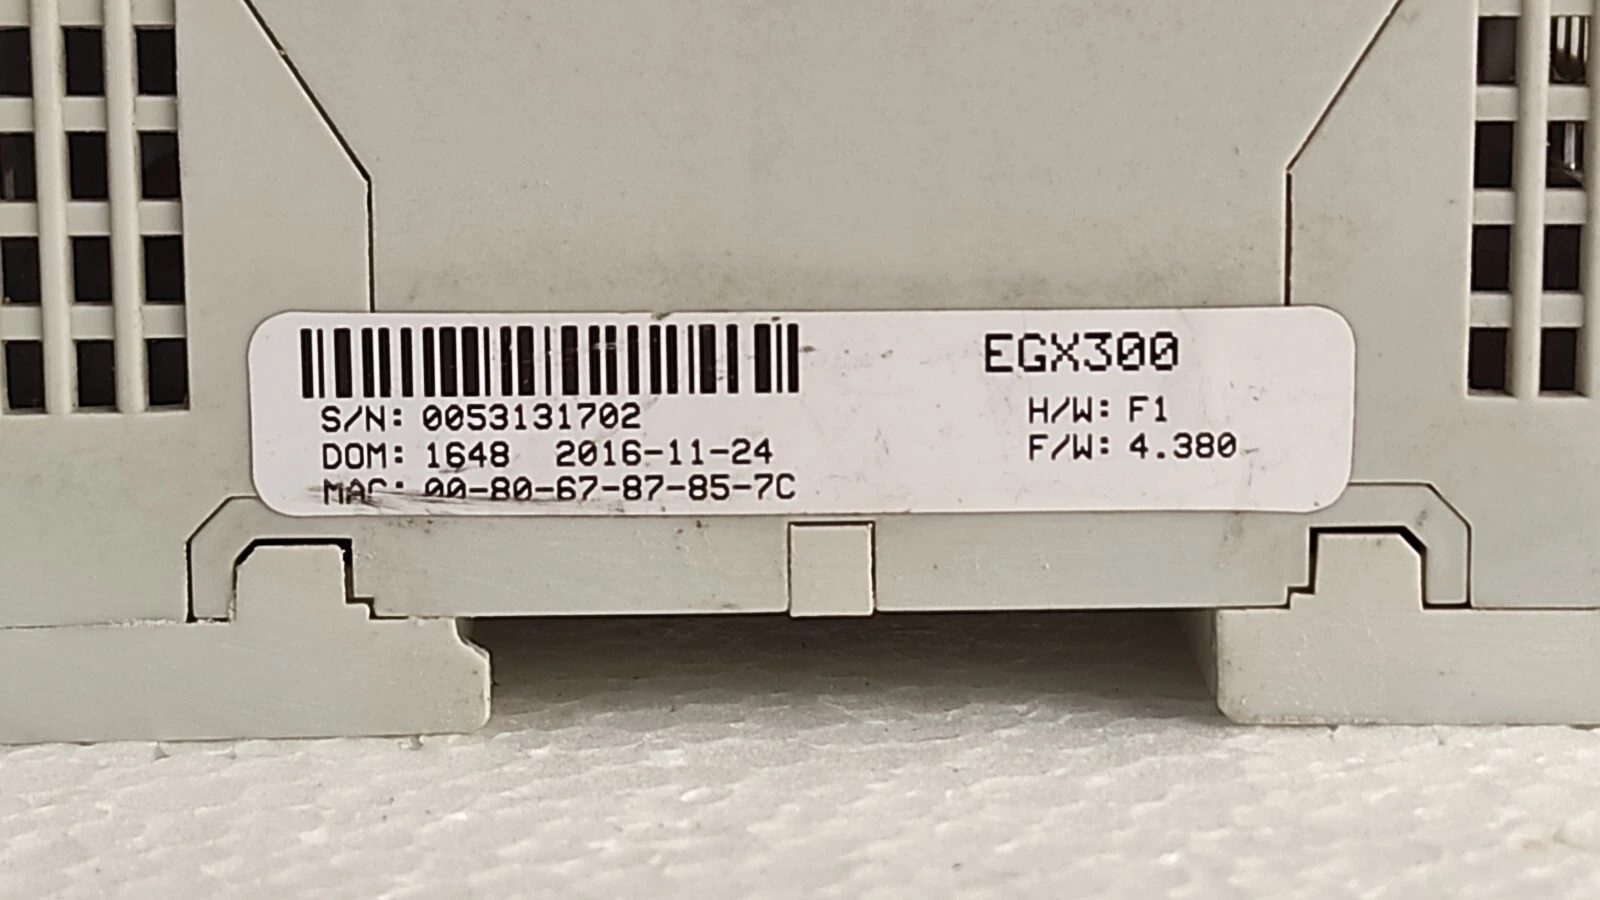 EGX300
S/N: 0053131702
H/W: F1
DOM: 1648 2016-11-24
F/W: 4.380
MAC: 00-80-67-87-85-7C